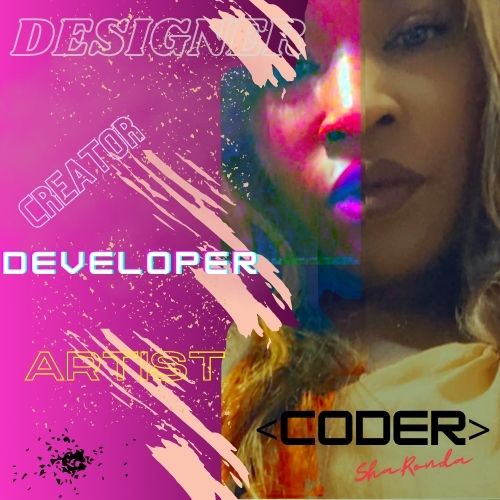 DESIGNER
CREATOR
DEVELOPER
ARTIST
<CODER>
ShaRonda